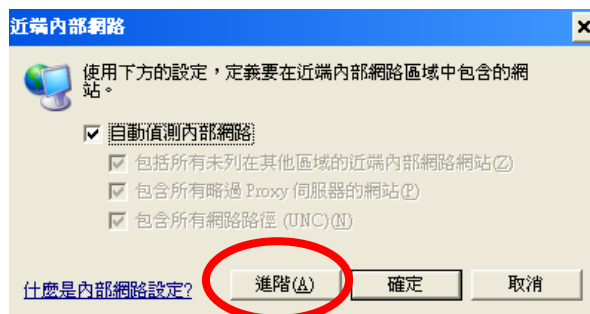 近端內部網路
使用下方的設定，定義要在近端內部網路區域中包含的網
站。
自動偵測內部網路
包括所有未列在其他區域的近端內部網路網站(Z)
包含所有略過 Proxy 伺服器的網站(P)
包含所有網路路徑 (UNC)(N)
什麼是內部網路設定?
進階(A)
確定
取消